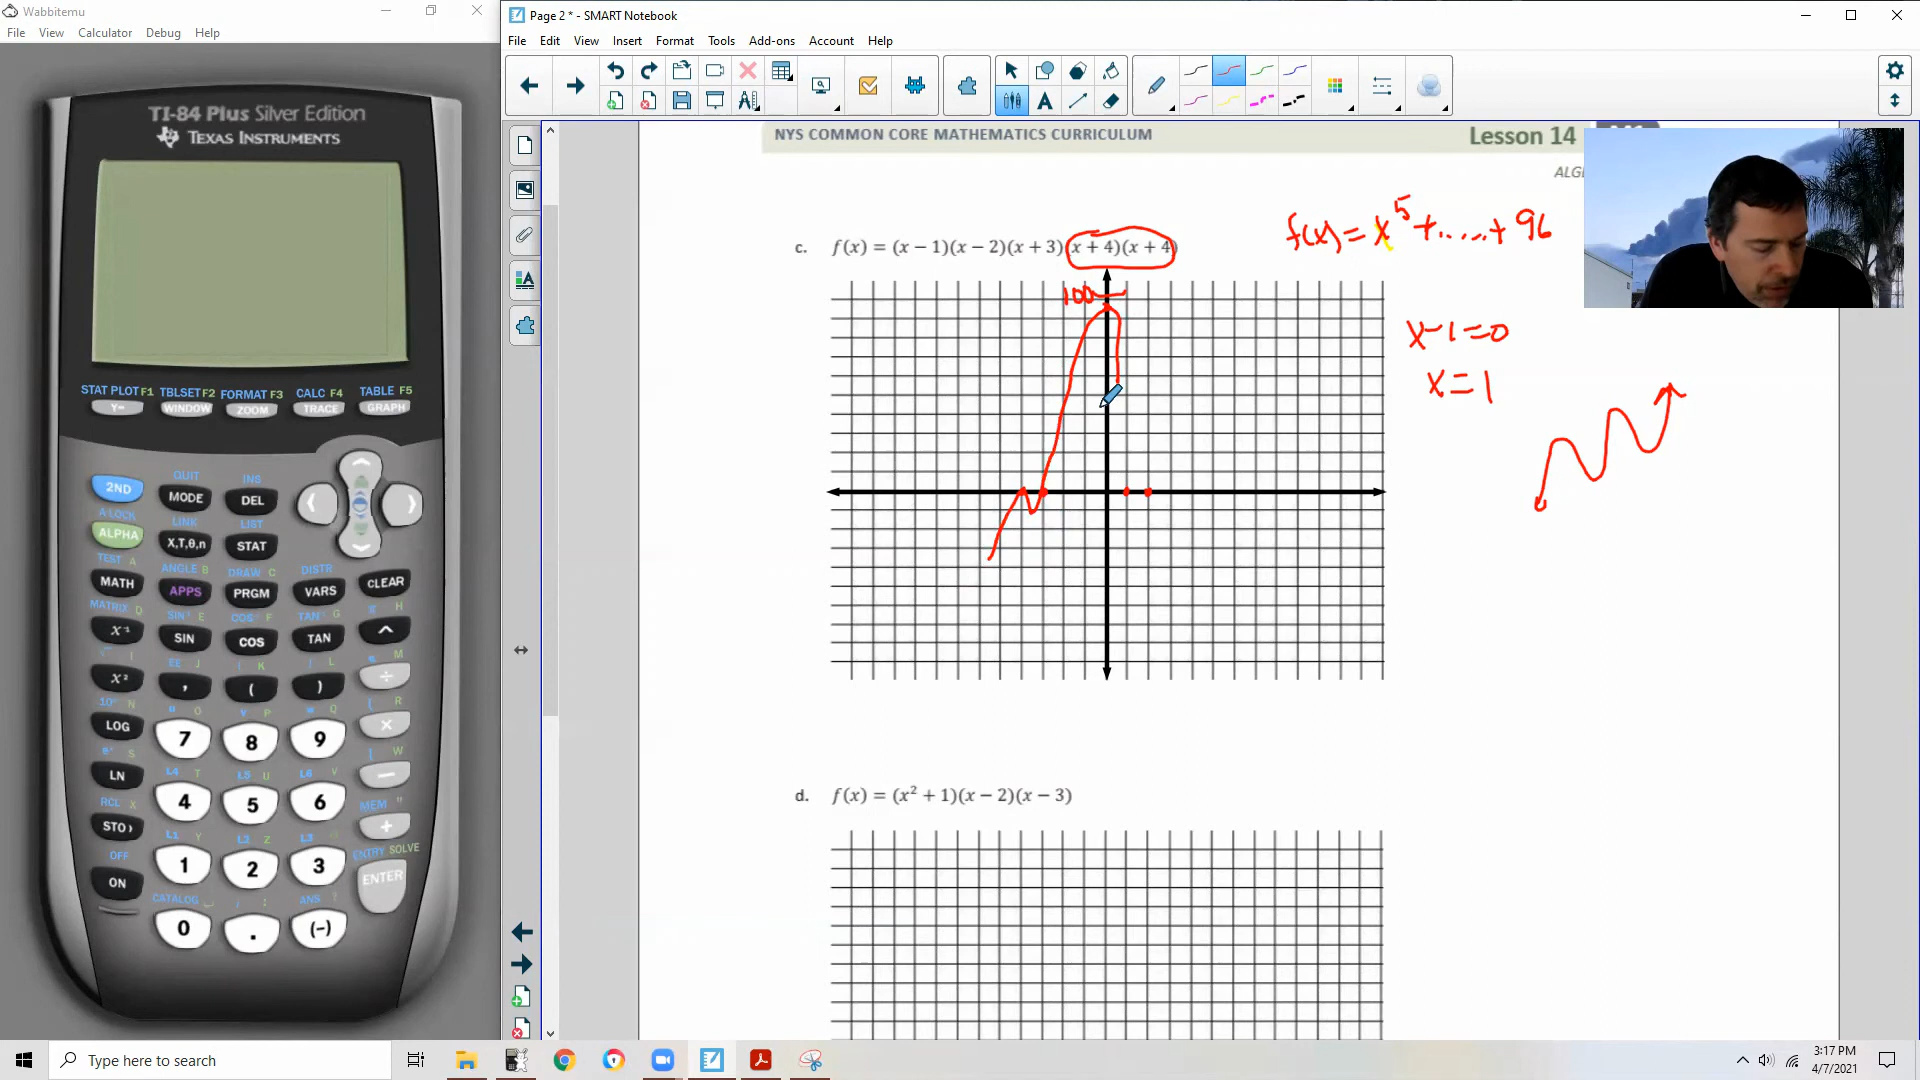 Wabbitemu
File View Calculator Debug Help
TI-84 Plus Silver Edition
TEXAS INSTRUMENTS
STAT PLOT F1 TBLSET F2 FORMAT F3 CALC F4 TABLE F5
Y= WINDOW ZOOM TRACE GRAPH
QUIT INS
2ND MODE DEL
A-LOCK LINK LIST
ALPHA X,T,θ,n STAT
TEST A ANGLE B DRAW C DISTR
MATH APPS PRGM VARS CLEAR
MATRIX D SIN⁻¹ E COS⁻¹ F TAN⁻¹ G π H
x⁻¹ SIN COS TAN ^
√ I EE J { K } L e M
x² , ( ) ÷
10ˣ N u O v P w Q [ R
LOG 7 8 9 ×
eˣ S L4 T L5 U L6 V ] W
LN 4 5 6 −
RCL X L1 Y L2 Z L3 θ MEM "
STO› 1 2 3 +
OFF CATALOG ⎵ i : ANS ? ENTRY SOLVE
ON 0 . (−) ENTER
Page 2 * - SMART Notebook
File Edit View Insert Format Tools Add-ons Account Help
NYS COMMON CORE MATHEMATICS CURRICULUM Lesson 14
ALG
c. f(x) = (x − 1)(x − 2)(x + 3)(x + 4)(x + 4)
f(x) = x⁵ + ..... + 96
100
x−1=0
x=1
d. f(x) = (x² + 1)(x − 2)(x − 3)
Type here to search
3:17 PM
4/7/2021